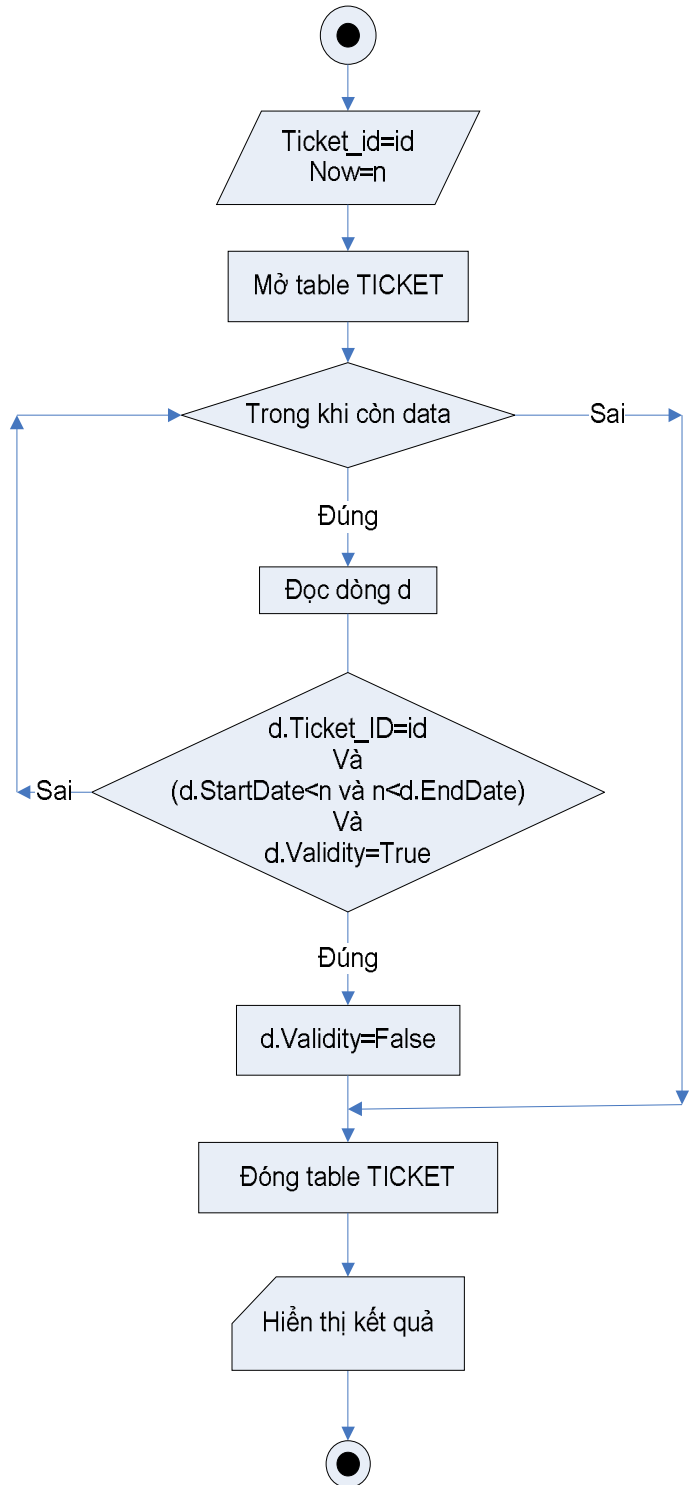 Ticket_id=id
Now=n
Mở table TICKET
Trong khi còn data
Sai
Đúng
Đọc dòng d
d.Ticket_ID=id
Và
(d.StartDate<n và n<d.EndDate)
Và
d.Validity=True
Sai
Đúng
d.Validity=False
Đóng table TICKET
Hiển thị kết quả